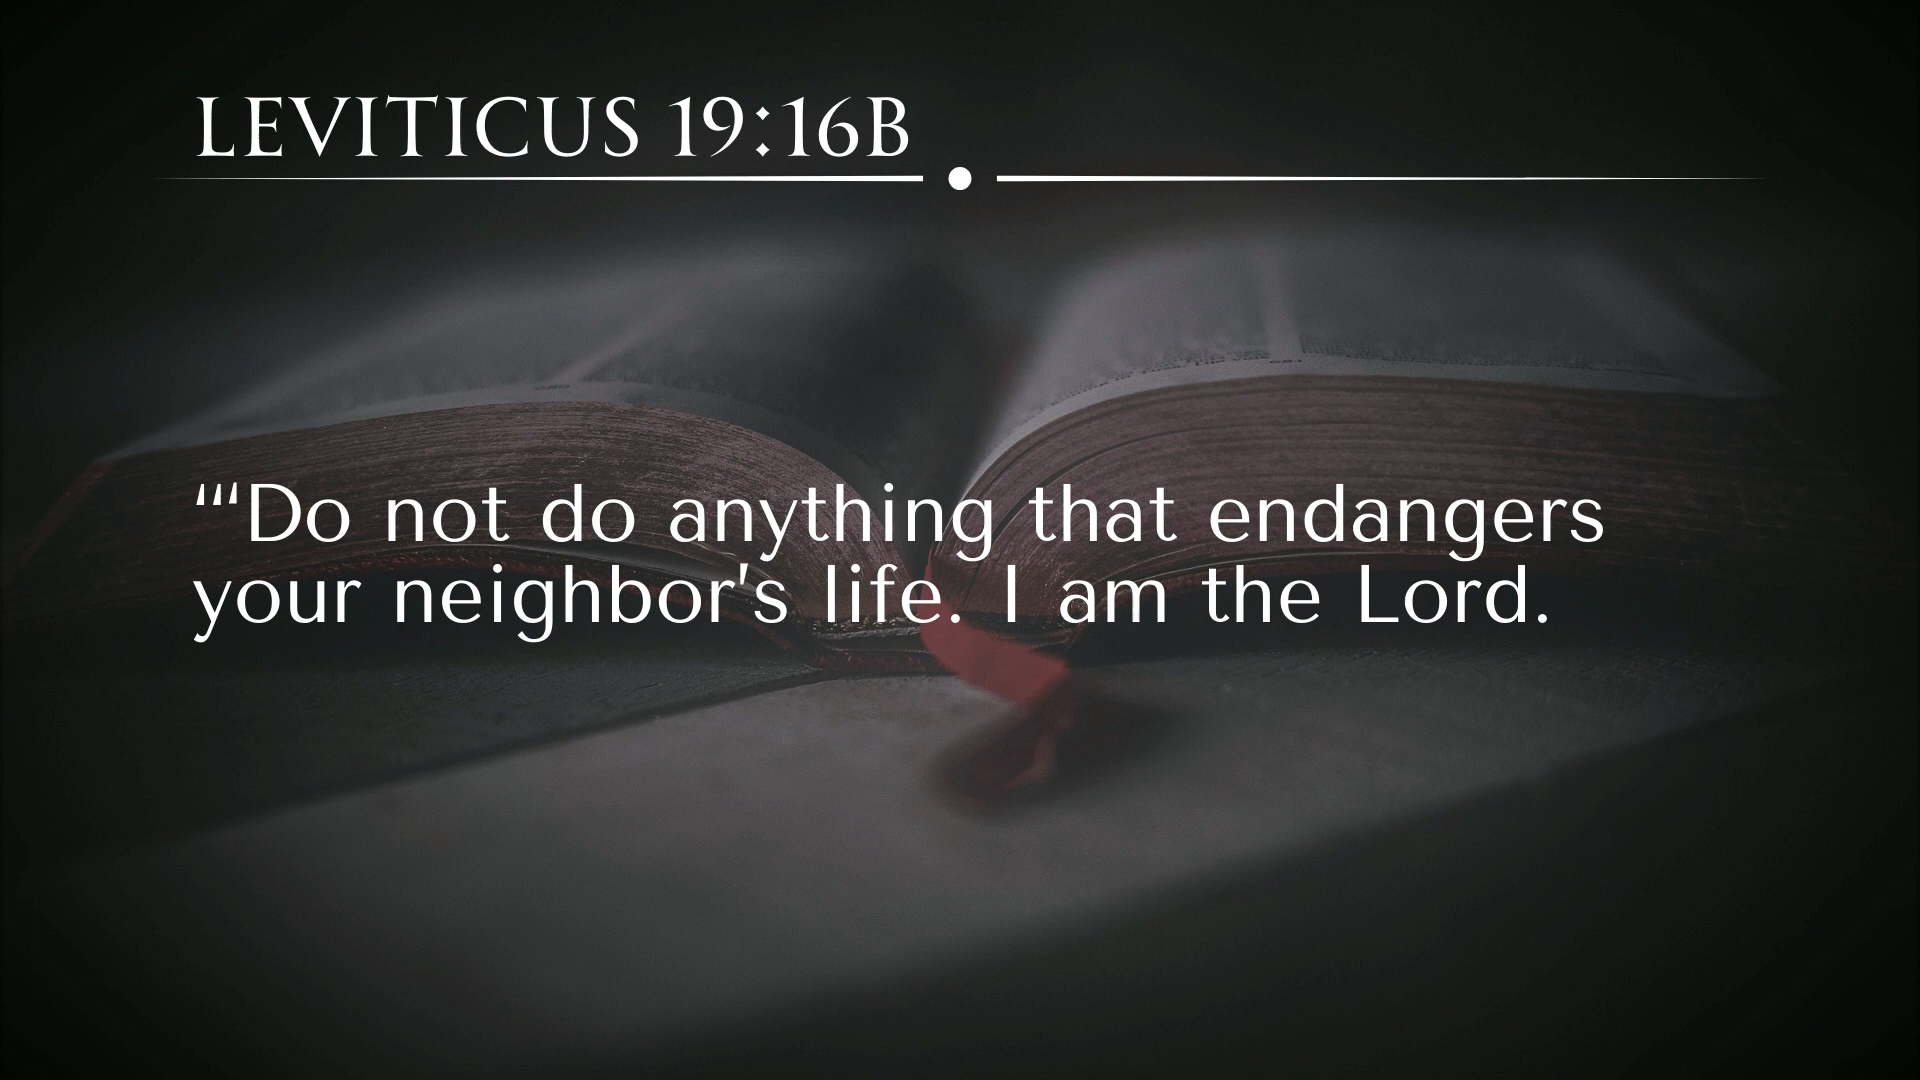 LEVITICUS 19:16B
“‘Do not do anything that endangers
your neighbor's life. I am the Lord.